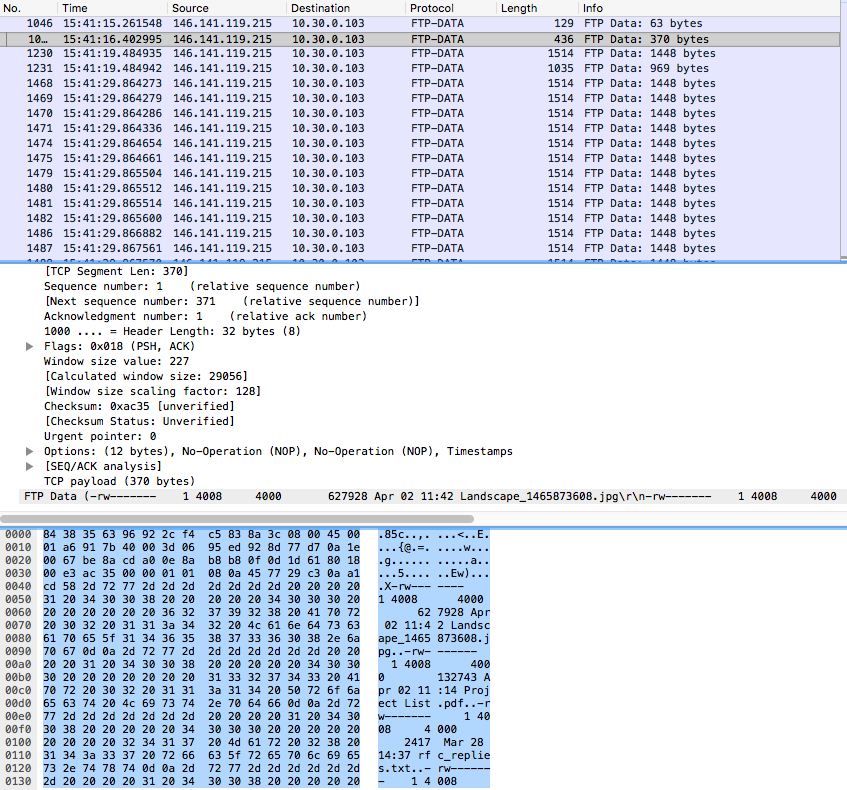 No. Time Source Destination Protocol Length Info
1046 15:41:15.261548 146.141.119.215 10.30.0.103 FTP-DATA 129 FTP Data: 63 bytes
10… 15:41:16.402995 146.141.119.215 10.30.0.103 FTP-DATA 436 FTP Data: 370 bytes
1230 15:41:19.484935 146.141.119.215 10.30.0.103 FTP-DATA 1514 FTP Data: 1448 bytes
1231 15:41:19.484942 146.141.119.215 10.30.0.103 FTP-DATA 1035 FTP Data: 969 bytes
1468 15:41:29.864273 146.141.119.215 10.30.0.103 FTP-DATA 1514 FTP Data: 1448 bytes
1469 15:41:29.864279 146.141.119.215 10.30.0.103 FTP-DATA 1514 FTP Data: 1448 bytes
1470 15:41:29.864286 146.141.119.215 10.30.0.103 FTP-DATA 1514 FTP Data: 1448 bytes
1471 15:41:29.864336 146.141.119.215 10.30.0.103 FTP-DATA 1514 FTP Data: 1448 bytes
1474 15:41:29.864654 146.141.119.215 10.30.0.103 FTP-DATA 1514 FTP Data: 1448 bytes
1475 15:41:29.864661 146.141.119.215 10.30.0.103 FTP-DATA 1514 FTP Data: 1448 bytes
1479 15:41:29.865504 146.141.119.215 10.30.0.103 FTP-DATA 1514 FTP Data: 1448 bytes
1480 15:41:29.865512 146.141.119.215 10.30.0.103 FTP-DATA 1514 FTP Data: 1448 bytes
1481 15:41:29.865514 146.141.119.215 10.30.0.103 FTP-DATA 1514 FTP Data: 1448 bytes
1482 15:41:29.865600 146.141.119.215 10.30.0.103 FTP-DATA 1514 FTP Data: 1448 bytes
1486 15:41:29.866882 146.141.119.215 10.30.0.103 FTP-DATA 1514 FTP Data: 1448 bytes
1487 15:41:29.867561 146.141.119.215 10.30.0.103 FTP-DATA 1514 FTP Data: 1448 bytes
[TCP Segment Len: 370]
Sequence number: 1 (relative sequence number)
[Next sequence number: 371 (relative sequence number)]
Acknowledgment number: 1 (relative ack number)
1000 .... = Header Length: 32 bytes (8)
Flags: 0x018 (PSH, ACK)
Window size value: 227
[Calculated window size: 29056]
[Window size scaling factor: 128]
Checksum: 0xac35 [unverified]
[Checksum Status: Unverified]
Urgent pointer: 0
Options: (12 bytes), No-Operation (NOP), No-Operation (NOP), Timestamps
[SEQ/ACK analysis]
TCP payload (370 bytes)
FTP Data (-rw------- 1 4008 4000 627928 Apr 02 11:42 Landscape_1465873608.jpg\r\n-rw------- 1 4008 4000
0000 84 38 35 63 96 92 2c f4 c5 83 8a 3c 08 00 45 00 .85c..,. ...<..E.
0010 01 a6 91 7b 40 00 3d 06 95 ed 92 8d 77 d7 0a 1e ...{@.=. ....w...
0020 00 67 be 8a cd a0 0e 8a b8 b8 0f 0d 1d 61 80 18 .g...... .....a..
0030 00 e3 ac 35 00 00 01 01 08 0a 45 77 29 c3 0a a1 ...5.... ..Ew)...
0040 cd 58 2d 72 77 2d 2d 2d 2d 2d 2d 2d 20 20 20 20 .X-rw--- ----
0050 31 20 34 30 30 38 20 20 20 20 20 34 30 30 30 20 1 4008 4000
0060 20 20 20 20 20 20 36 32 37 39 32 38 20 41 70 72 62 7928 Apr
0070 20 30 32 20 31 31 3a 34 32 20 4c 61 6e 64 73 63 02 11:4 2 Landsc
0080 61 70 65 5f 31 34 36 35 38 37 33 36 30 38 2e 6a ape_1465 873608.j
0090 70 67 0d 0a 2d 72 77 2d 2d 2d 2d 2d 2d 2d 20 20 pg..-rw- ------
00a0 20 20 31 20 34 30 30 38 20 20 20 20 20 34 30 30 1 4008 400
00b0 30 20 20 20 20 20 20 20 31 33 32 37 34 33 20 41 0 132743 A
00c0 70 72 20 30 32 20 31 31 3a 31 34 20 50 72 6f 6a pr 02 11 :14 Proj
00d0 65 63 74 20 4c 69 73 74 2e 70 64 66 0d 0a 2d 72 ect List .pdf..-r
00e0 77 2d 2d 2d 2d 2d 2d 2d 20 20 20 20 31 20 34 30 w------- 1 40
00f0 30 38 20 20 20 20 20 34 30 30 30 20 20 20 20 20 08 4 000
0100 20 20 20 20 32 34 31 37 20 4d 61 72 20 32 38 20 2417 Mar 28
0110 31 34 3a 33 37 20 72 66 63 5f 72 65 70 6c 69 65 14:37 rf c_replie
0120 73 2e 74 78 74 0d 0a 2d 72 77 2d 2d 2d 2d 2d 2d s.txt..- rw------
0130 2d 20 20 20 20 31 20 34 30 30 38 20 20 20 20 20 - 1 4 008